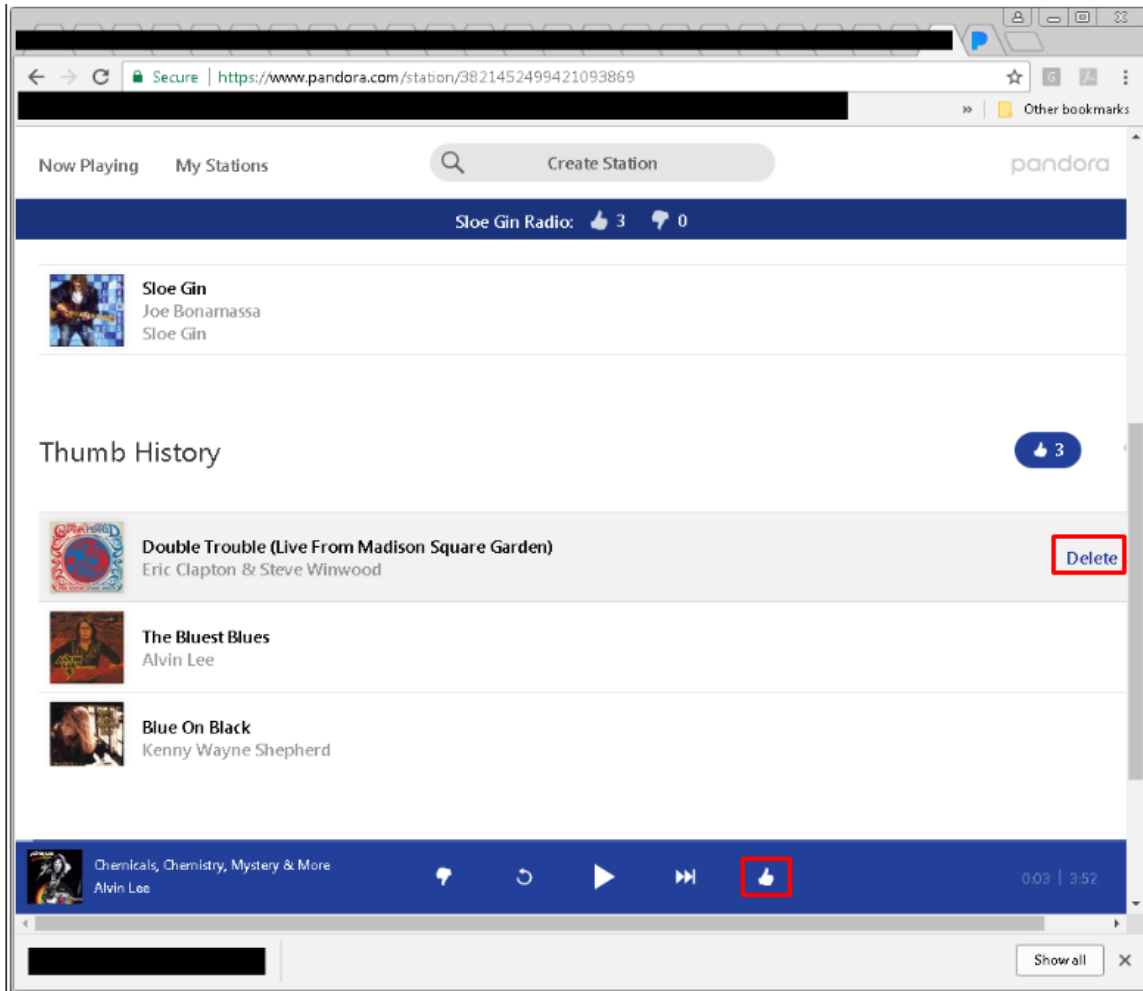 Secure | https://www.pandora.com/station/3821452499421093869
» Other bookmarks
Now Playing My Stations Create Station pandora
Sloe Gin Radio: 3 0
Sloe Gin
Joe Bonamassa
Sloe Gin
Thumb History 3
Double Trouble (Live From Madison Square Garden)
Eric Clapton & Steve Winwood
Delete
The Bluest Blues
Alvin Lee
Blue On Black
Kenny Wayne Shepherd
Chemicals, Chemistry, Mystery & More
Alvin Lee
0:03 | 3:52
Show all